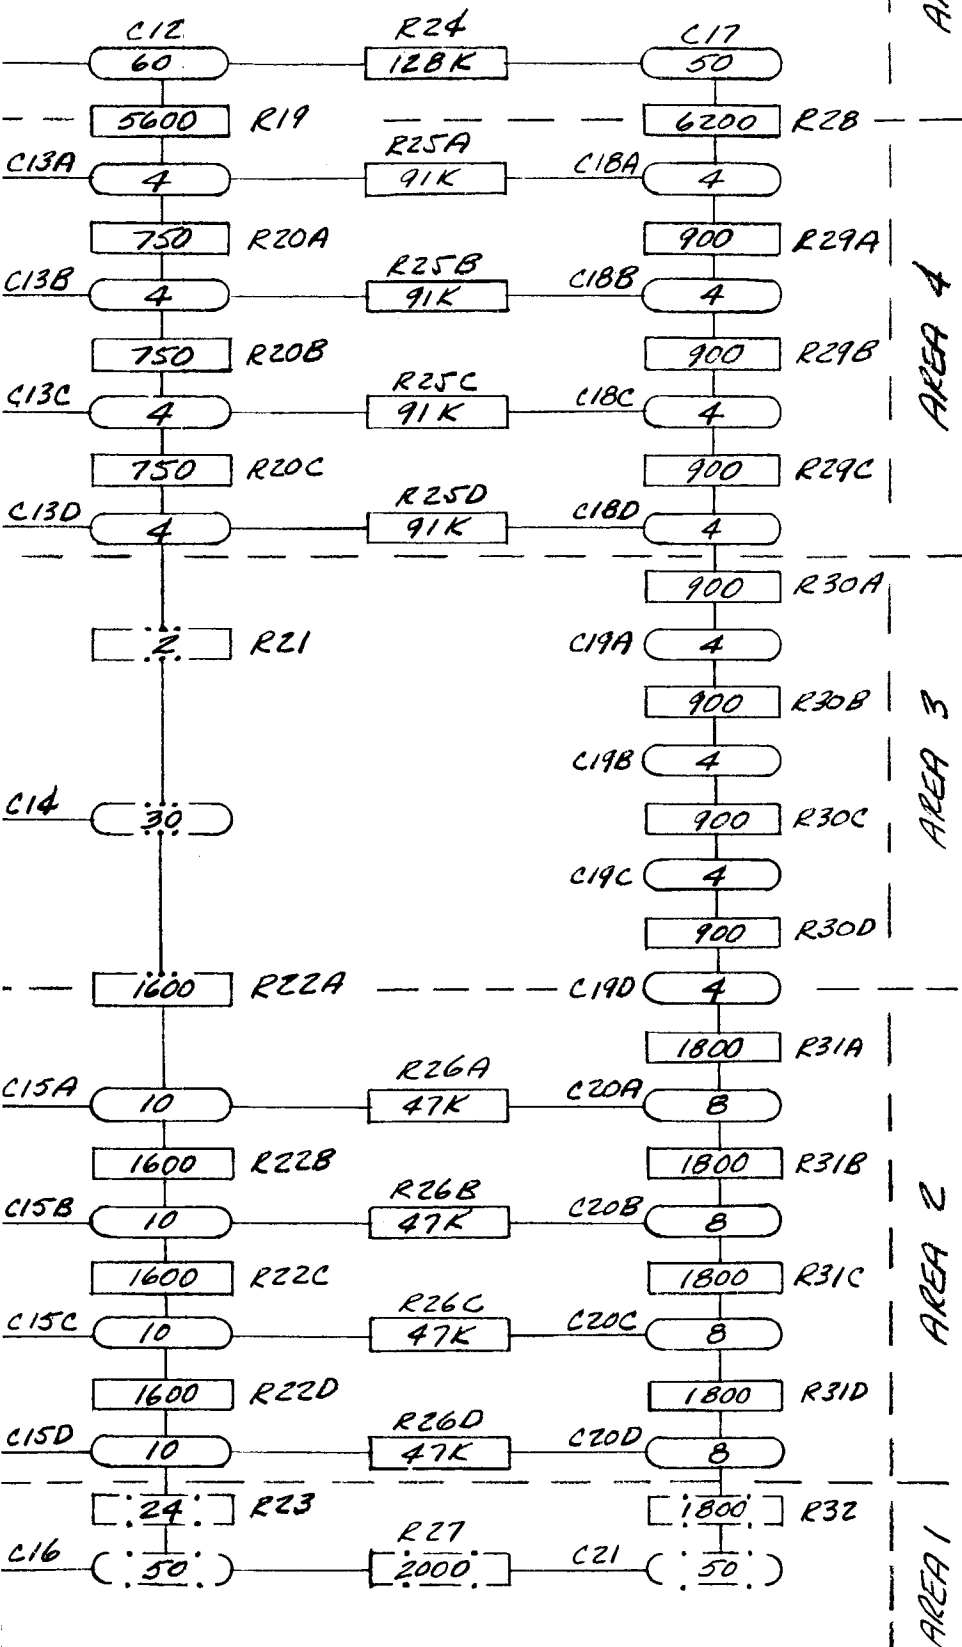 C12 R24 C17
60 128K 50
5600 R19 6200 R28
C13A R25A C18A
4 91K 4
750 R20A 900 R29A
C13B R25B C18B
4 91K 4
750 R20B 900 R29B
C13C R25C C18C
4 91K 4
750 R20C 900 R29C
C13D R25D C18D
4 91K 4
AREA 4
900 R30A
2 R21 C19A 4
900 R30B
C19B 4
C14 30 900 R30C
C19C 4
900 R30D
AREA 3
1600 R22A C19D 4
1800 R31A
C15A R26A C20A
10 47K 8
1600 R22B 1800 R31B
C15B R26B C20B
10 47K 8
1600 R22C 1800 R31C
C15C R26C C20C
10 47K 8
1600 R22D 1800 R31D
C15D R26D C20D
10 47K 8
AREA 2
24 R23 1800 R32
C16 R27 C21
50 2000 50
AREA 1